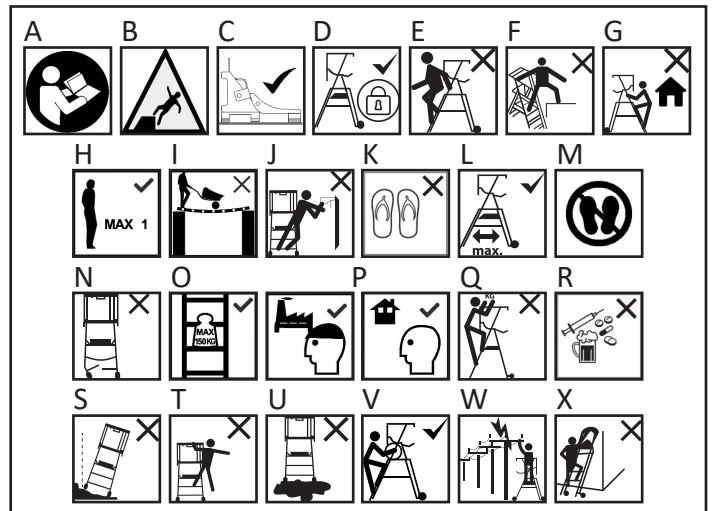 A B C D E F G
H I J K L M
MAX 1
max.
N O P Q R
KG
MAX
150KG
S T U V W X